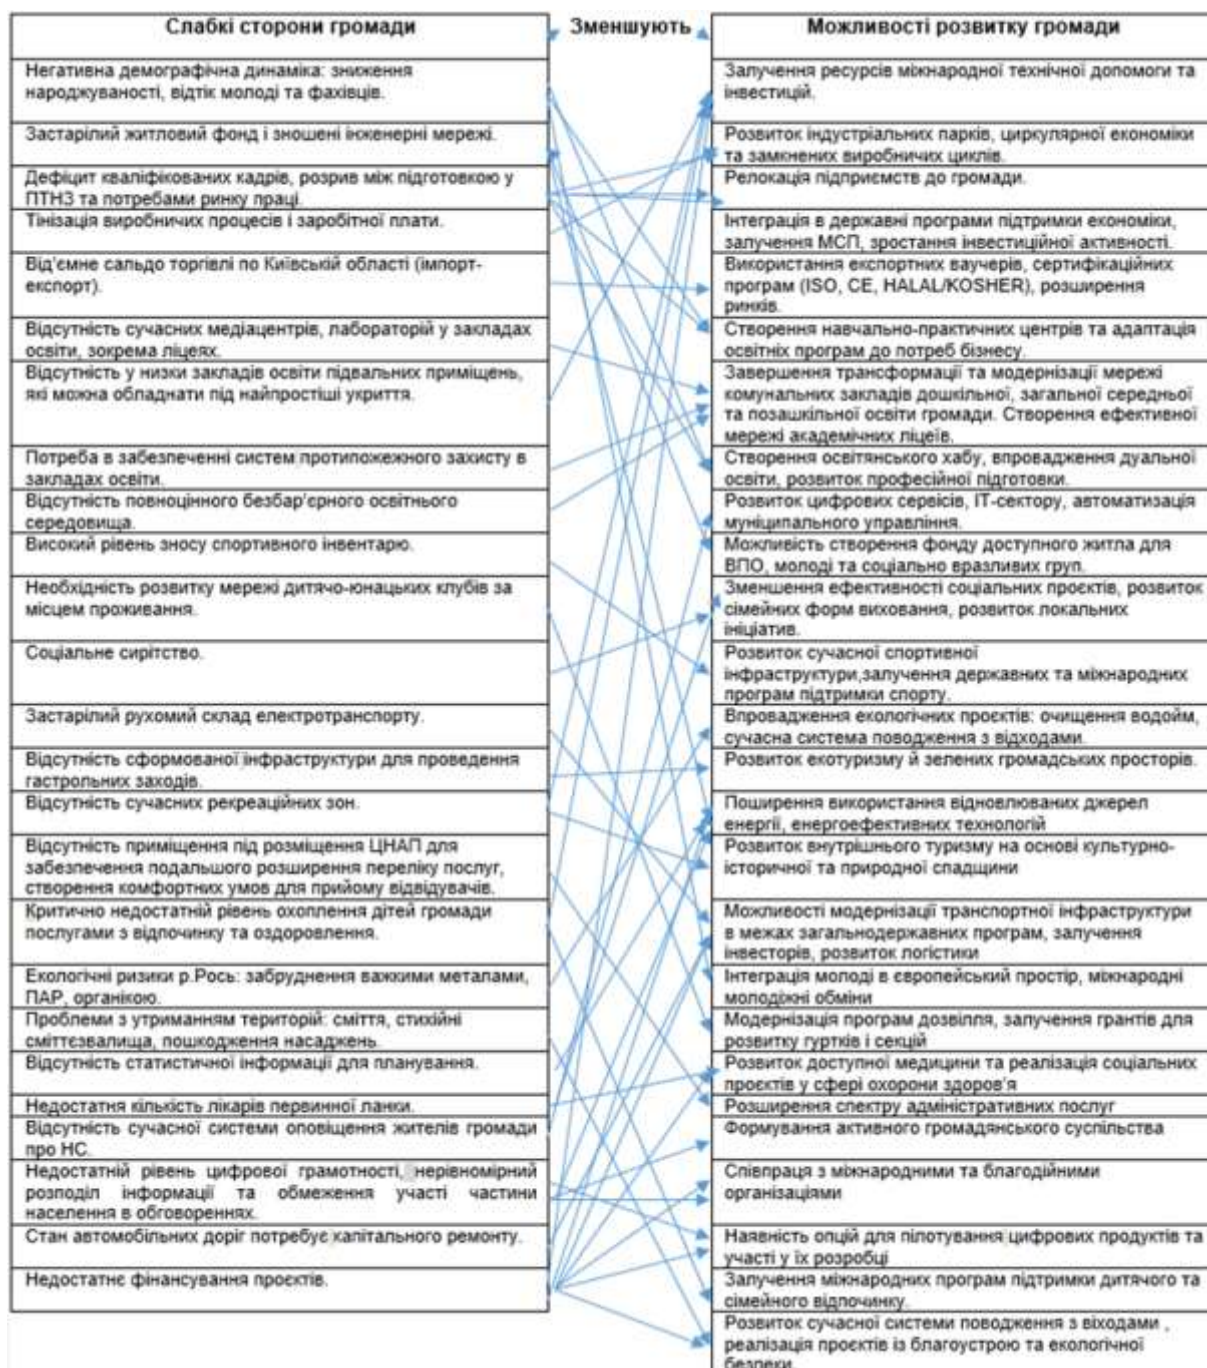 Слабкі сторони громади
Зменшують
Можливості розвитку громади
Негативна демографічна динаміка: зниження
народжуваності, відтік молоді та фахівців.
Застарілий житловий фонд і зношені інженерні мережі.
Дефіцит кваліфікованих кадрів, розрив між підготовкою у
ПТНЗ та потребами ринку праці.
Тінізація виробничих процесів і заробітної плати.
Від’ємне сальдо торгівлі по Київській області (імпорт-
експорт).
Відсутність сучасних медіацентрів, лабораторій у закладах
освіти, зокрема ліцеях.
Відсутність у низки закладів освіти підвальних приміщень,
які можна обладнати під найпростіші укриття.
Потреба в забезпеченні систем протипожежного захисту в
закладах освіти.
Відсутність повноцінного безбар’єрного освітнього
середовища.
Високий рівень зносу спортивного інвентарю.
Необхідність розвитку мережі дитячо-юнацьких клубів за
місцем проживання.
Соціальне сирітство.
Застарілий рухомий склад електротранспорту.
Відсутність сформованої інфраструктури для проведення
гастрольних заходів.
Відсутність сучасних рекреаційних зон.
Відсутність приміщення під розміщення ЦНАП для
забезпечення подальшого розширення переліку послуг,
створення комфортних умов для прийому відвідувачів.
Критично недостатній рівень охоплення дітей громади
послугами з відпочинку та оздоровлення.
Екологічні ризики р.Рось: забруднення важкими металами,
ПАР, органікою.
Проблеми з утриманням територій: сміття, стихійні
сміттєзвалища, пошкодження насаджень.
Відсутність статистичної інформації для планування.
Недостатня кількість лікарів первинної ланки.
Відсутність сучасної системи оповіщення жителів громади
про НС.
Недостатній рівень цифрової грамотності, нерівномірний
розподіл інформації та обмеження участі частини
населення в обговореннях.
Стан автомобільних доріг потребує капітального ремонту.
Недостатнє фінансування проєктів.
Залучення ресурсів міжнародної технічної допомоги та
інвестицій.
Розвиток індустріальних парків, циркулярної економіки
та замкнених виробничих циклів.
Релокація підприємств до громади.
Інтеграція в державні програми підтримки економіки,
залучення МСП, зростання інвестиційної активності.
Використання експортних ваучерів, сертифікаційних
програм (ISO, CE, HALAL/KOSHER), розширення
ринків.
Створення навчально-практичних центрів та адаптація
освітніх програм до потреб бізнесу.
Завершення трансформації та модернізації мережі
комунальних закладів дошкільної, загальної середньої
та позашкільної освіти громади. Створення ефективної
мережі академічних ліцеїв.
Створення освітянського хабу, впровадження дуальної
освіти, розвиток професійної підготовки.
Розвиток цифрових сервісів, ІТ-сектору, автоматизація
муніципального управління.
Можливість створення фонду доступного житла для
ВПО, молоді та соціально вразливих груп.
Зменшення ефективності соціальних проєктів, розвиток
сімейних форм виховання, розвиток локальних
ініціатив.
Розвиток сучасної спортивної
інфраструктури,залучення державних та міжнародних
програм підтримки спорту.
Впровадження екологічних проєктів: очищення водойм,
сучасна система поводження з відходами.
Розвиток екотуризму й зелених громадських просторів.
Поширення використання відновлюваних джерел
енергії, енергоефективних технологій
Розвиток внутрішнього туризму на основі культурно-
історичної та природної спадщини
Можливості модернізації транспортної інфраструктури
в межах загальнодержавних програм, залучення
інвесторів, розвиток логістики
Інтеграція молоді в європейський простір, міжнародні
молодіжні обміни
Модернізація програм дозвілля, залучення грантів для
розвитку гуртків і секцій
Розвиток доступної медицини та реалізація соціальних
проєктів у сфері охорони здоров’я
Розширення спектру адміністративних послуг
Формування активного громадянського суспільства
Співпраця з міжнародними та благодійними
організаціями
Наявність опцій для пілотування цифрових продуктів та
участі у їх розробці
Залучення міжнародних програм підтримки дитячого та
сімейного відпочинку.
Розвиток сучасної системи поводження з віходами ,
реалізація проєктів із благоустрою та екологічної
безпеки